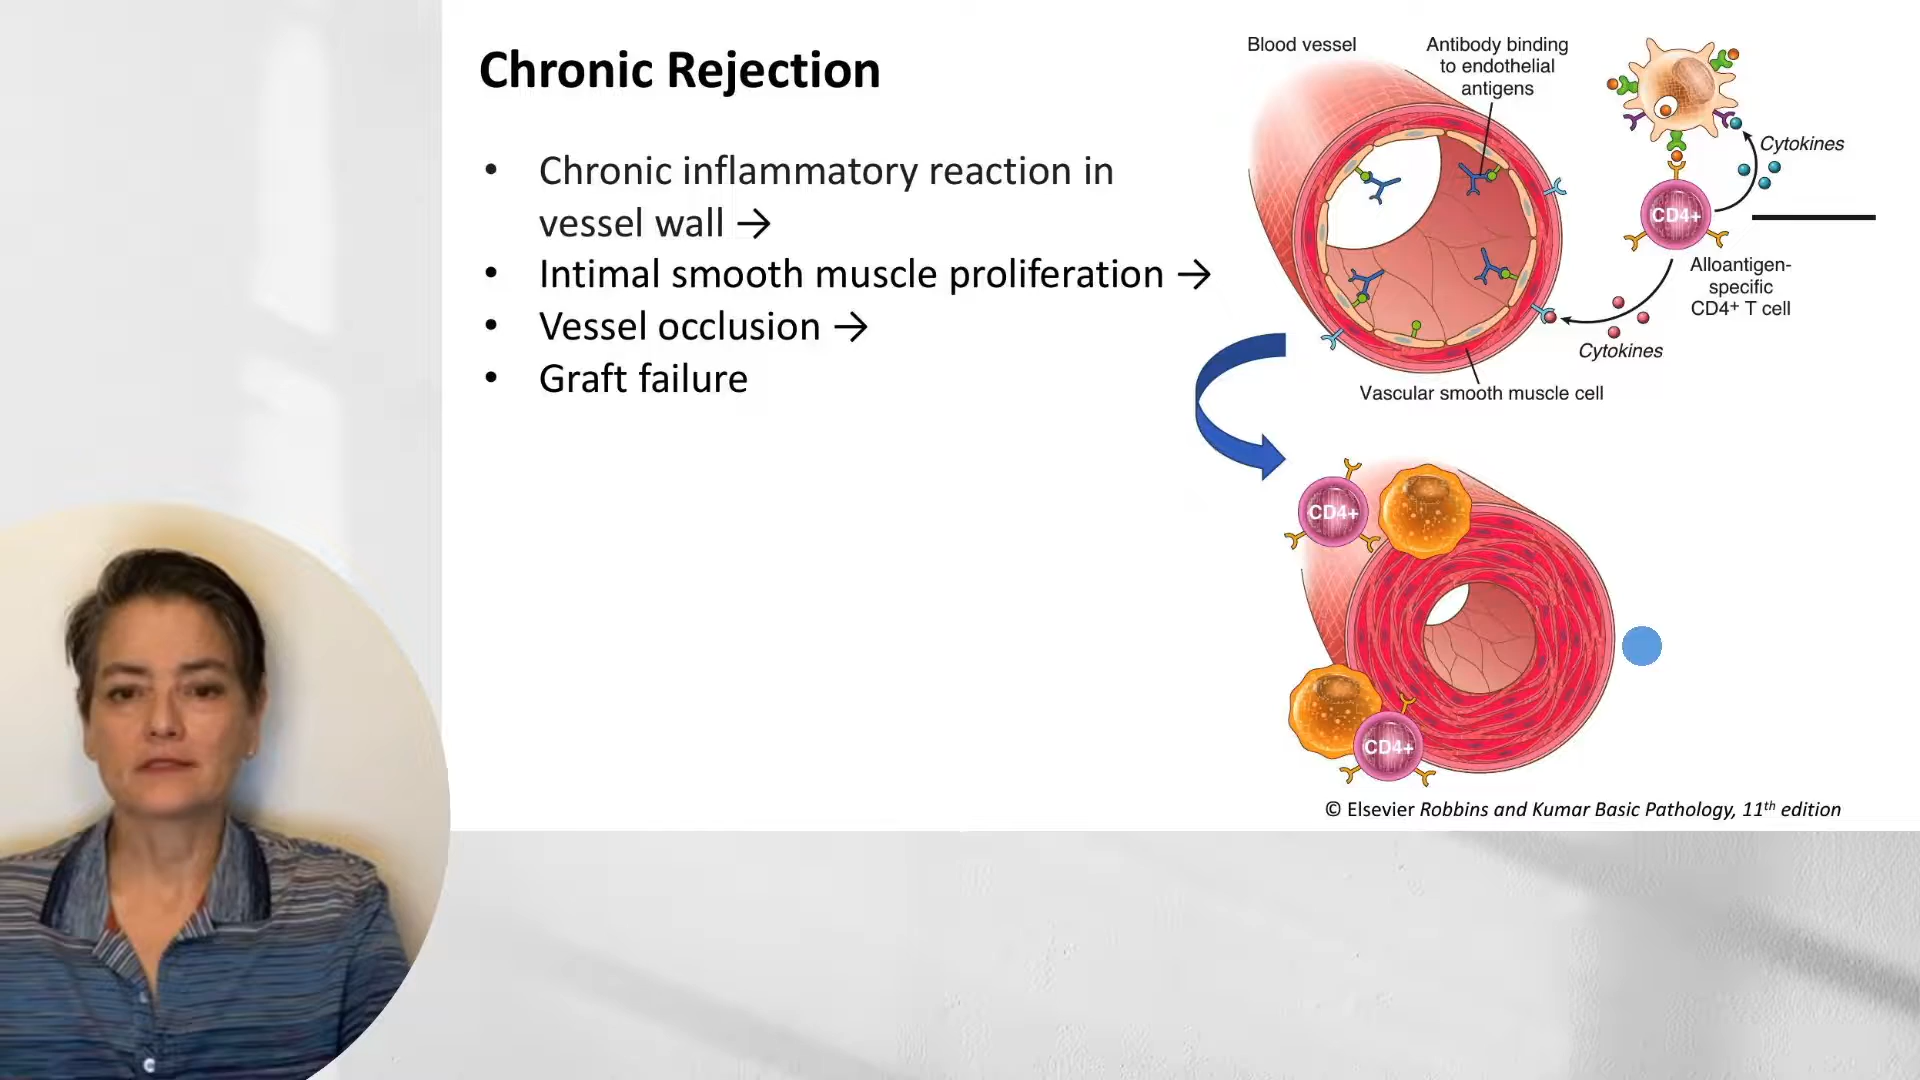 Chronic Rejection
• Chronic inflammatory reaction in
vessel wall →
• Intimal smooth muscle proliferation →
• Vessel occlusion →
• Graft failure
Blood vessel
Antibody binding
to endothelial
antigens
Cytokines
CD4+
Alloantigen-
specific
CD4⁺ T cell
Cytokines
Vascular smooth muscle cell
CD4+
CD4+
© Elsevier Robbins and Kumar Basic Pathology, 11ᵗʰ edition